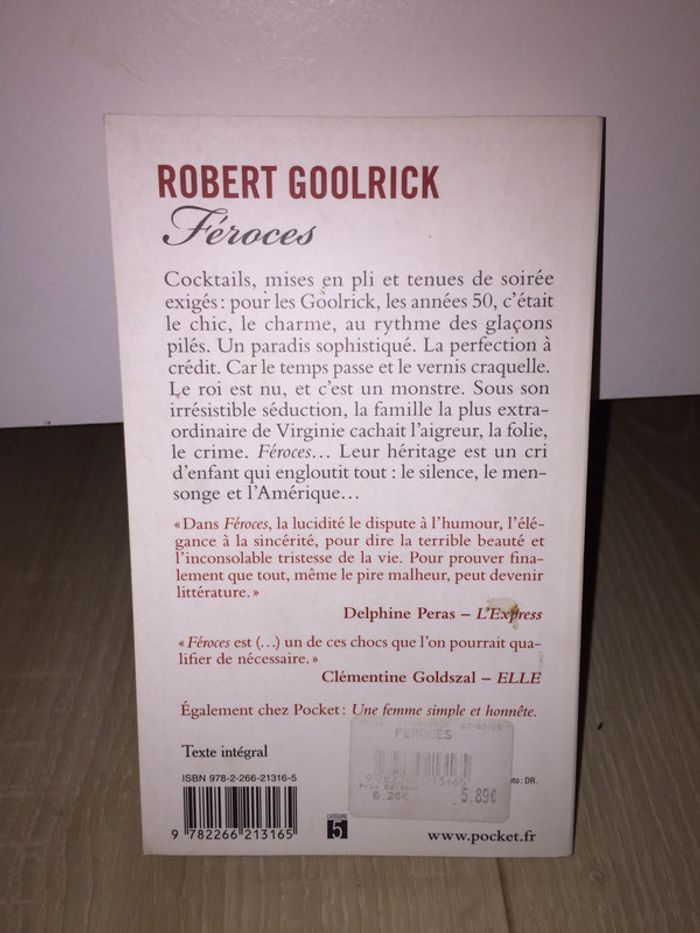 ROBERT GOOLRICK
Féroces
Cocktails, mises en pli et tenues de soirée
exigés : pour les Goolrick, les années 50, c'était
le chic, le charme, au rythme des glaçons
pilés. Un paradis sophistiqué. La perfection à
crédit. Car le temps passe et le vernis craquelle.
Le roi est nu, et c'est un monstre. Sous son
irrésistible séduction, la famille la plus extra-
ordinaire de Virginie cachait l'aigreur, la folie,
le crime. Féroces… Leur héritage est un cri
d'enfant qui engloutit tout : le silence, le men-
songe et l'Amérique…
« Dans Féroces, la lucidité le dispute à l'humour, l'élé-
gance à la sincérité, pour dire la terrible beauté et
l'inconsolable tristesse de la vie. Pour prouver fina-
lement que tout, même le pire malheur, peut devenir
littérature. »
Delphine Peras – L'Express
« Féroces est (…) un de ces chocs que l'on pourrait qua-
lifier de nécessaire. »
Clémentine Goldszal – ELLE
Également chez Pocket : Une femme simple et honnête.
Texte intégral
FEROCES
ISBN 978-2-266-21316-5
: DR.
6.20€
5.89€
CATÉGORIE
5
9 782266 213165
www.pocket.fr